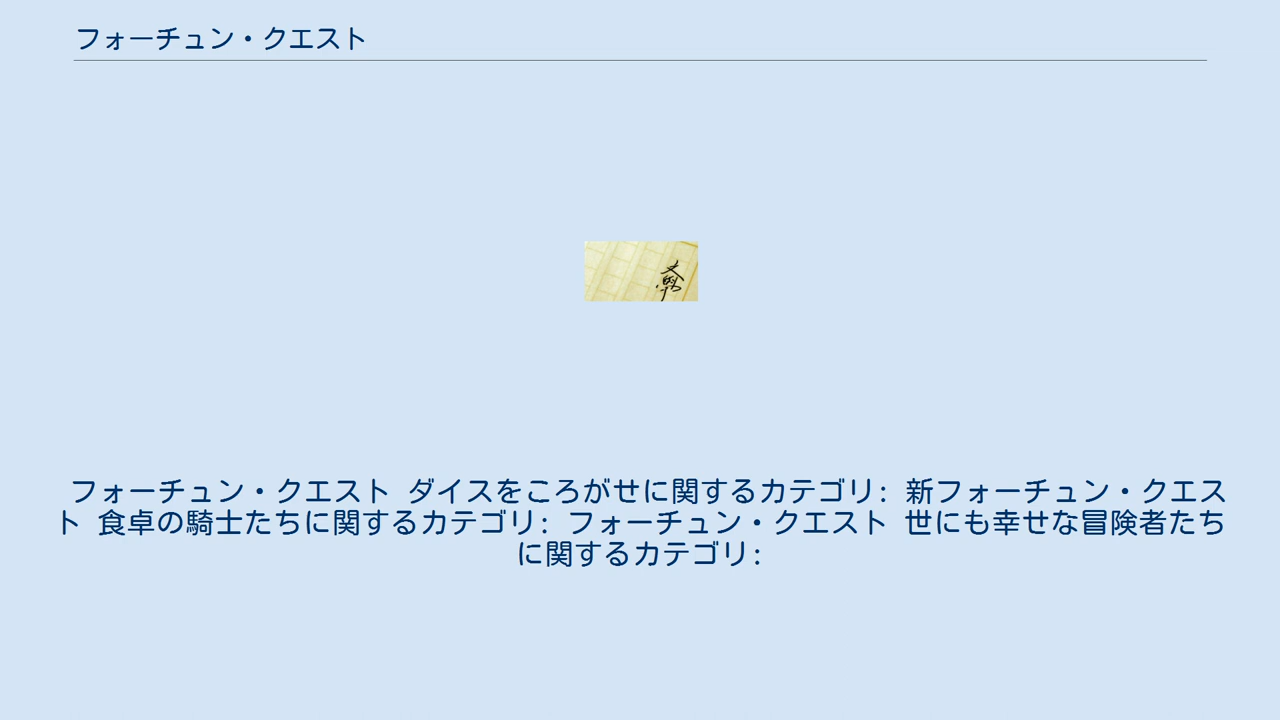 フォーチュン・クエスト
フォーチュン・クエスト ダイスをころがせに関するカテゴリ: 新フォーチュン・クエス
ト 食卓の騎士たちに関するカテゴリ: フォーチュン・クエスト 世にも幸せな冒険者たち
に関するカテゴリ: